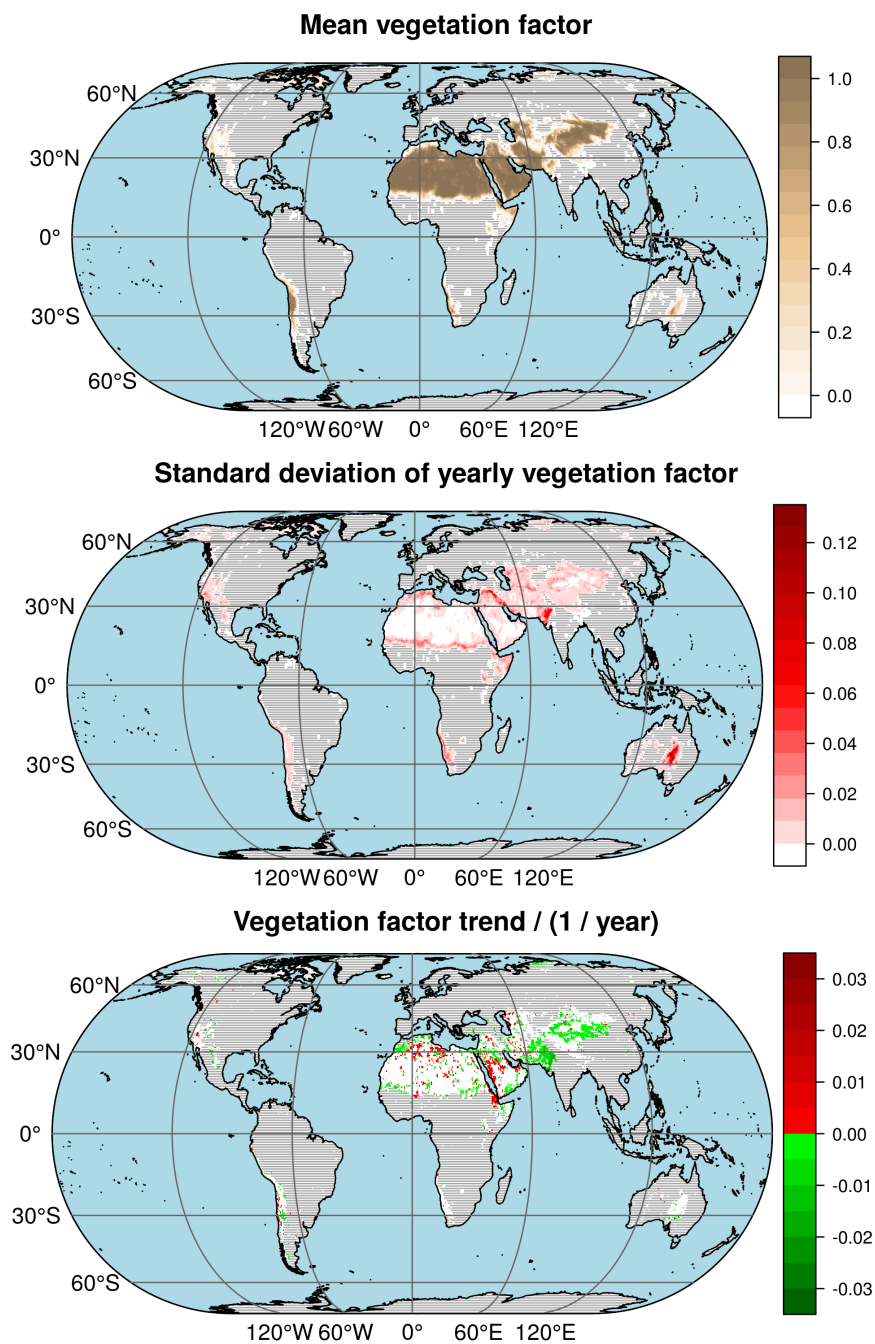 Mean vegetation factor
60°N
30°N
0°
30°S
60°S
120°W 60°W 0° 60°E 120°E
1.0
0.8
0.6
0.4
0.2
0.0
Standard deviation of yearly vegetation factor
60°N
30°N
0°
30°S
60°S
120°W 60°W 0° 60°E 120°E
0.12
0.10
0.08
0.06
0.04
0.02
0.00
Vegetation factor trend / (1 / year)
60°N
30°N
0°
30°S
60°S
120°W 60°W 0° 60°E 120°E
0.03
0.02
0.01
0.00
-0.01
-0.02
-0.03